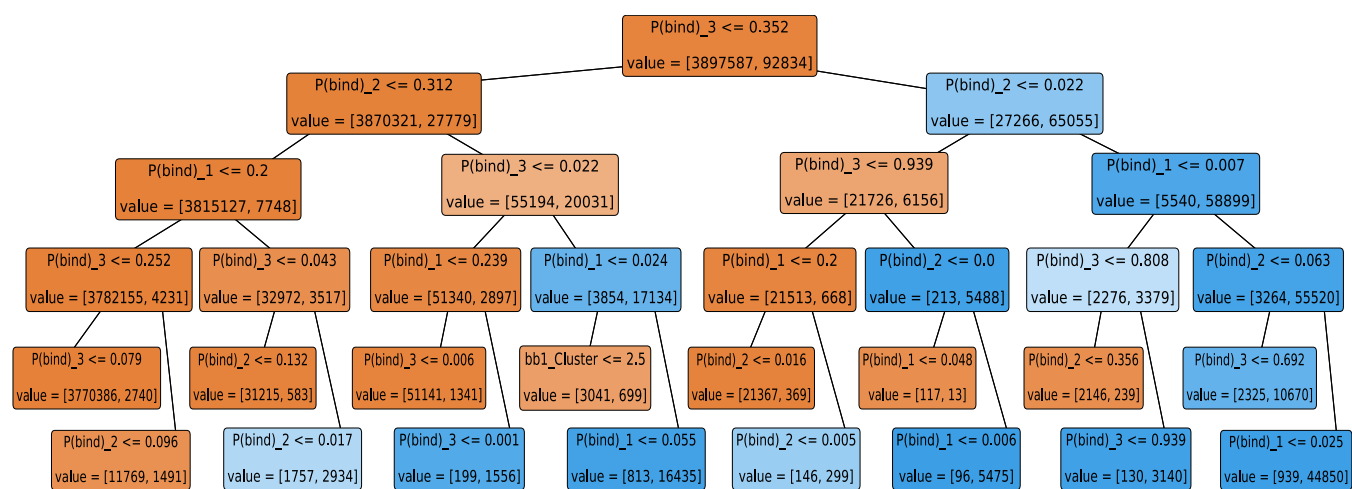 P(bind)_3 <= 0.352
value = [3897587, 92834]
P(bind)_2 <= 0.312
value = [3870321, 27779]
P(bind)_2 <= 0.022
value = [27266, 65055]
P(bind)_1 <= 0.2
value = [3815127, 7748]
P(bind)_3 <= 0.022
value = [55194, 20031]
P(bind)_3 <= 0.939
value = [21726, 6156]
P(bind)_1 <= 0.007
value = [5540, 58899]
P(bind)_3 <= 0.252
value = [3782155, 4231]
P(bind)_3 <= 0.043
value = [32972, 3517]
P(bind)_1 <= 0.239
value = [51340, 2897]
P(bind)_1 <= 0.024
value = [3854, 17134]
P(bind)_1 <= 0.2
value = [21513, 668]
P(bind)_2 <= 0.0
value = [213, 5488]
P(bind)_3 <= 0.808
value = [2276, 3379]
P(bind)_2 <= 0.063
value = [3264, 55520]
P(bind)_3 <= 0.079
value = [3770386, 2740]
P(bind)_2 <= 0.132
value = [31215, 583]
P(bind)_3 <= 0.006
value = [51141, 1341]
bb1_Cluster <= 2.5
value = [3041, 699]
P(bind)_2 <= 0.016
value = [21367, 369]
P(bind)_1 <= 0.048
value = [117, 13]
P(bind)_2 <= 0.356
value = [2146, 239]
P(bind)_3 <= 0.692
value = [2325, 10670]
P(bind)_2 <= 0.096
value = [11769, 1491]
P(bind)_2 <= 0.017
value = [1757, 2934]
P(bind)_3 <= 0.001
value = [199, 1556]
P(bind)_1 <= 0.055
value = [813, 16435]
P(bind)_2 <= 0.005
value = [146, 299]
P(bind)_1 <= 0.006
value = [96, 5475]
P(bind)_3 <= 0.939
value = [130, 3140]
P(bind)_1 <= 0.025
value = [939, 44850]